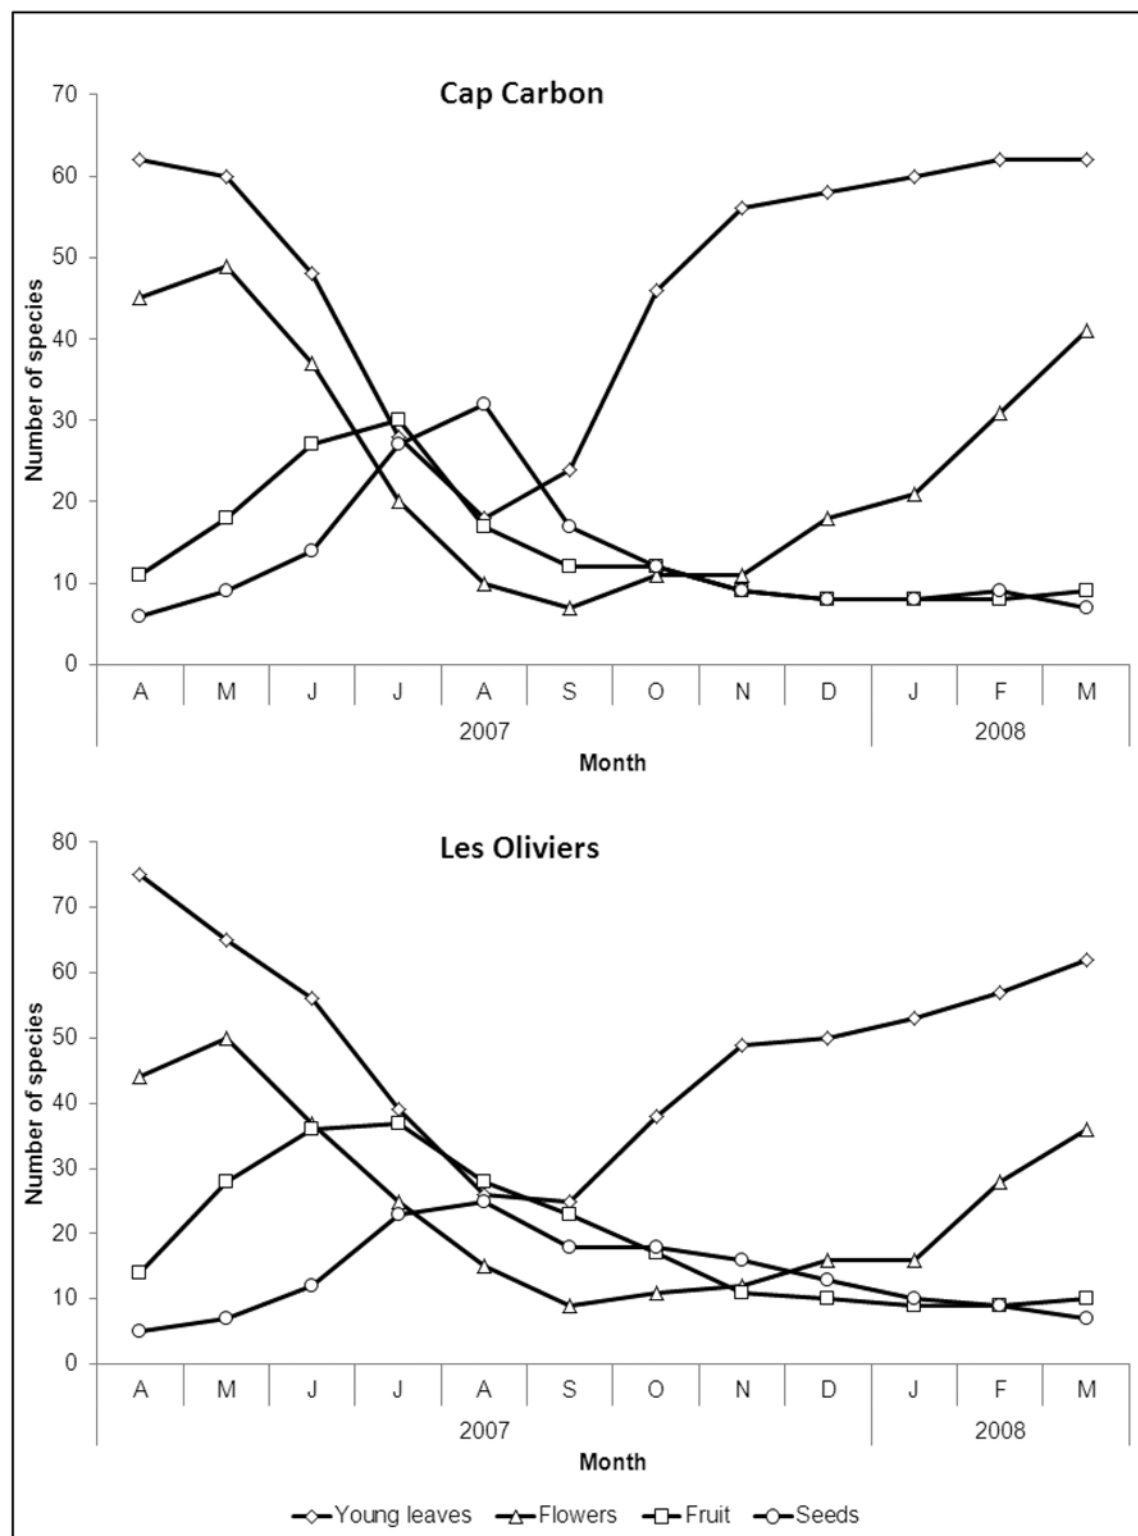 Cap Carbon
70
60
50
40
30
20
10
0
Number of species
A M J J A S O N D J F M
2007 2008
Month
Les Oliviers
80
70
60
50
40
30
20
10
0
Number of species
A M J J A S O N D J F M
2007 2008
Month
Young leaves Flowers Fruit Seeds